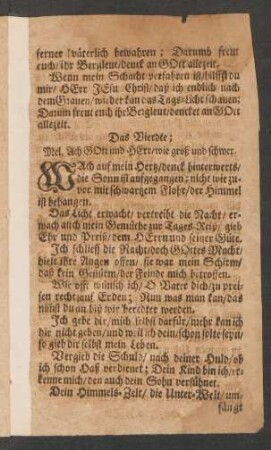 ferner väterlich bewahren; Darumb freut
euch/ ihr Bergleut/ denckt an GOtt allezeit.
Wenn mein Schacht verfahren ist/ hilffst du
mir/ HErr JEsu Christ/ daß ich endlich nach
dem Grauen/ wieder kan das Tags-Licht schauen;
Darum freut euch ihr Bergleut/ dencket an GOtt
allezeit.
Das Vierdte;
Mel. Ach GOtt und HErr/ wie groß und schwer.
WAch auf mein Hertz/ denck hinterwerts/
die Sonn ist aufgegangen; nicht wie zu-
vor mit schwartzem Flohr/ der Himmel
ist behangen.
Das Licht erwacht/ vertreibt die Nacht/ er-
wach auch mein Gemüthe zur Tages-Reiß/ gieb
Ehr und Preiß/ dem HErrn und seiner Güte.
Ich schließ die Nacht/ doch GOttes Macht/
hielt ihre Augen offen/ sie war mein Schirm/
daß kein Gestürm/ der Feinde mich betroffen.
Wie offt wünsch ich/ O Vater dich/ zu prei-
sen recht auf Erden; Nun was man kan/ das
nimst du an biß wir beredter werden.
Ich gebe dir/ mich selbst dafür/ mehr kan ich
dir nicht geben/ und weil ich dein/ schon solte seyn/
so gieb dir selbst mein Leben.
Vergieb die Schuld/ nach deiner Huld/ ob
ich schon Haß verdienet; Dein Kind bin ich/ er-
kenne mich/ den auch dein Sohn versühnet.
Dein Himmels-Zelt/ die Unter-Welt/ um-
fängt